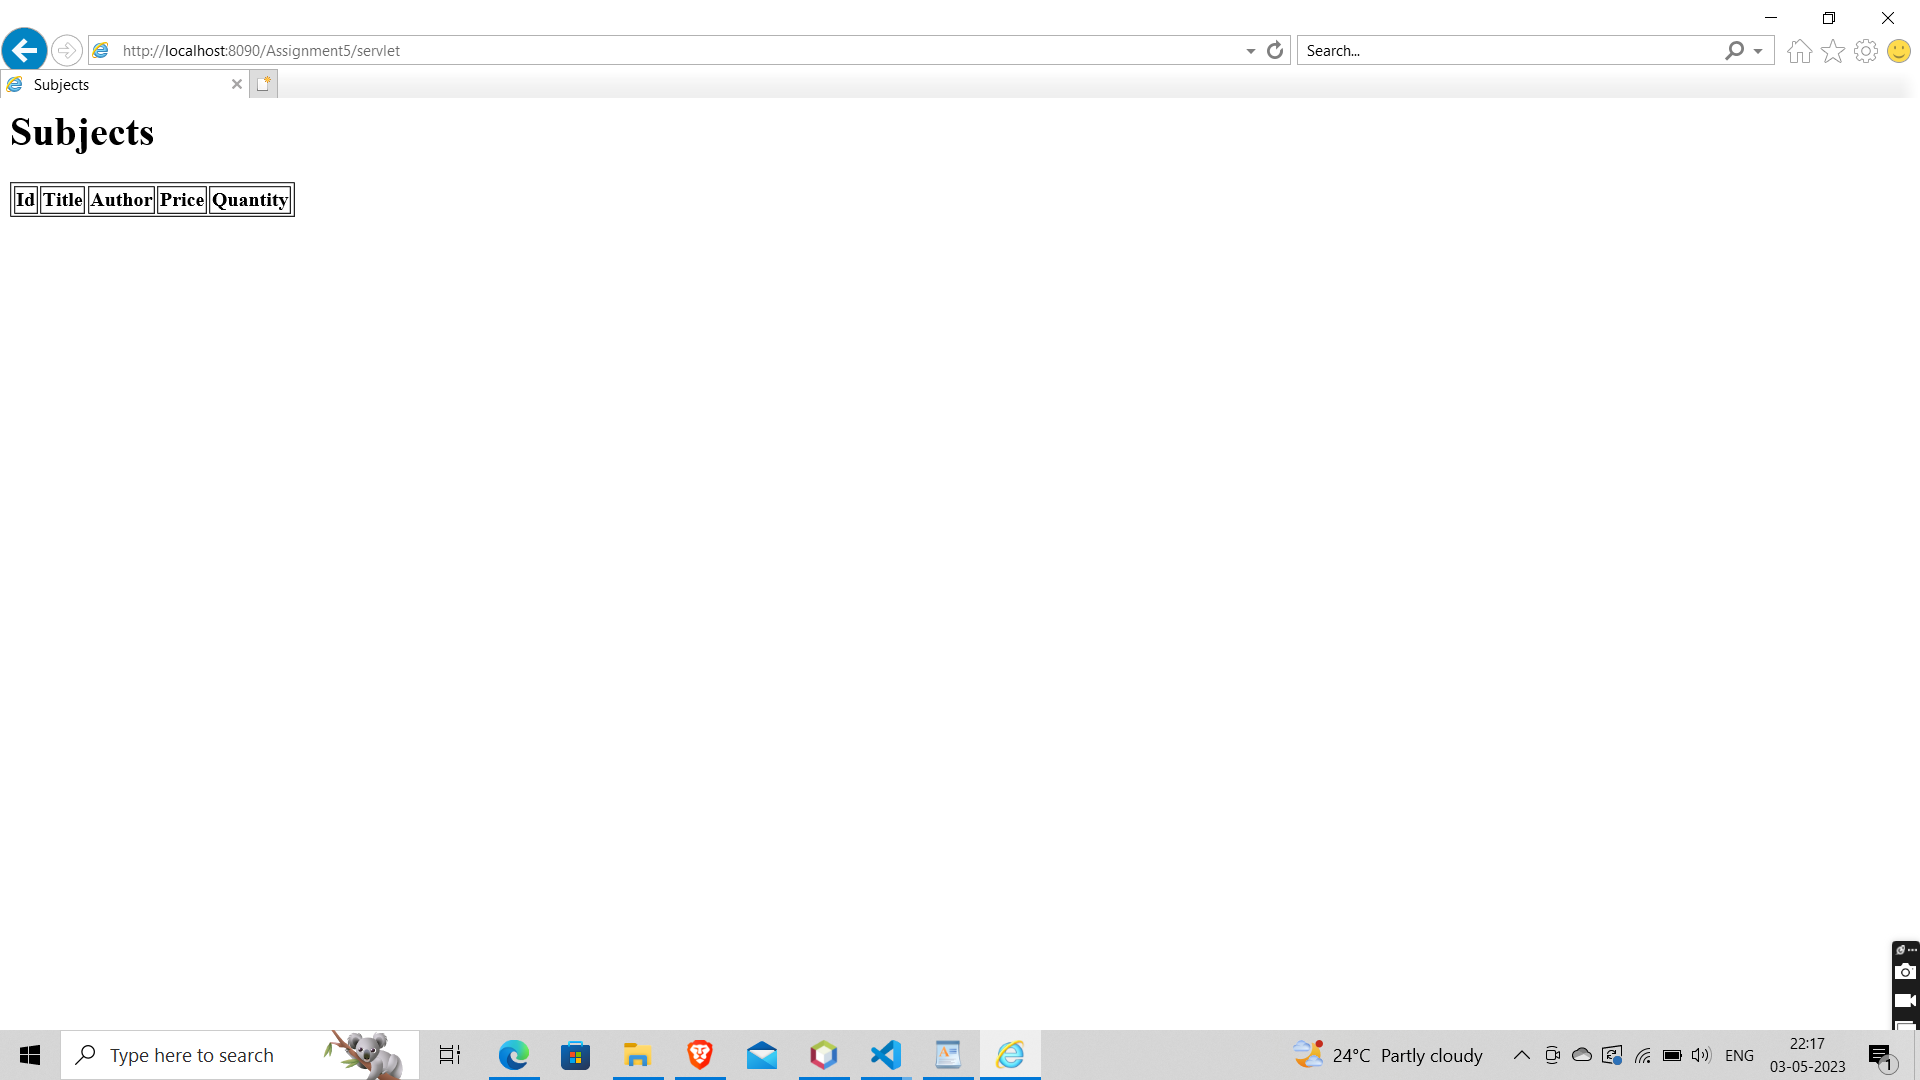 http://localhost:8090/Assignment5/servlet
Search...
Subjects
Subjects
Id Title Author Price Quantity
Type here to search
24°C Partly cloudy
ENG
22:17
03-05-2023
1